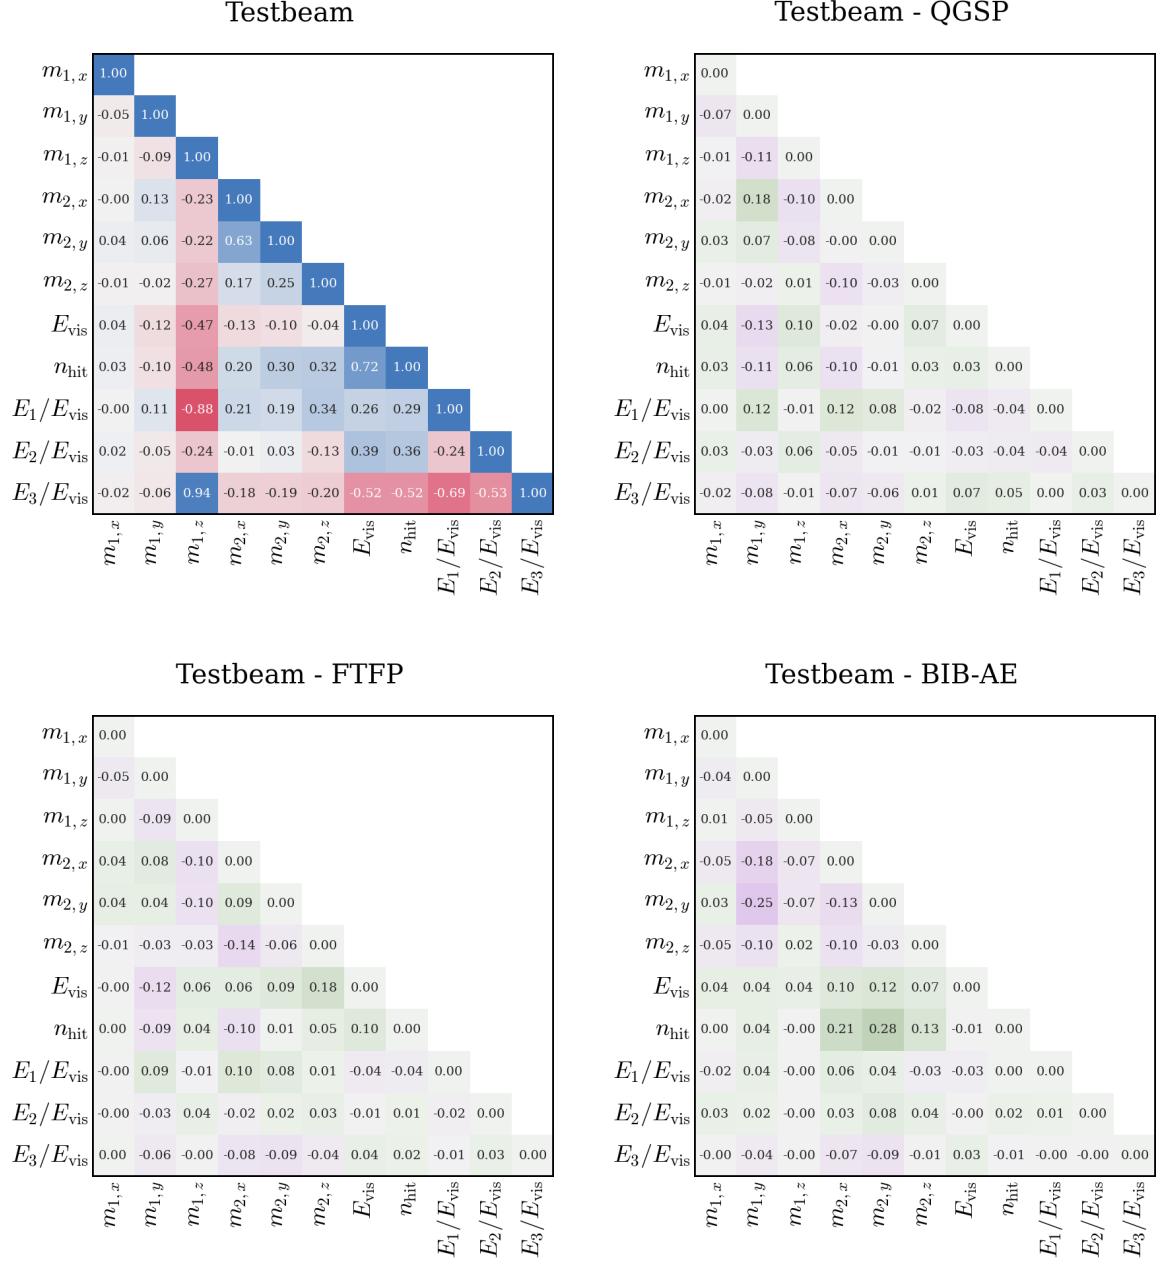 Testbeam
m1,x 1.00
m1,y -0.05 1.00
m1,z -0.01 -0.09 1.00
m2,x -0.00 0.13 -0.23 1.00
m2,y 0.04 0.06 -0.22 0.63 1.00
m2,z -0.01 -0.02 -0.27 0.17 0.25 1.00
Evis 0.04 -0.12 -0.47 -0.13 -0.10 -0.04 1.00
nhit 0.03 -0.10 -0.48 0.20 0.30 0.32 0.72 1.00
E1/Evis -0.00 0.11 -0.88 0.21 0.19 0.34 0.26 0.29 1.00
E2/Evis 0.02 -0.05 -0.24 -0.01 0.03 -0.13 0.39 0.36 -0.24 1.00
E3/Evis -0.02 -0.06 0.94 -0.18 -0.19 -0.20 -0.52 -0.52 -0.69 -0.53 1.00
m1,x m1,y m1,z m2,x m2,y m2,z Evis nhit E1/Evis E2/Evis E3/Evis
Testbeam - QGSP
m1,x 0.00
m1,y -0.07 0.00
m1,z -0.01 -0.11 0.00
m2,x -0.02 0.18 -0.10 0.00
m2,y 0.03 0.07 -0.08 -0.00 0.00
m2,z -0.01 -0.02 0.01 -0.10 -0.03 0.00
Evis 0.04 -0.13 0.10 -0.02 -0.00 0.07 0.00
nhit 0.03 -0.11 0.06 -0.10 -0.01 0.03 0.03 0.00
E1/Evis 0.00 0.12 -0.01 0.12 0.08 -0.02 -0.08 -0.04 0.00
E2/Evis 0.03 -0.03 0.06 -0.05 -0.01 -0.01 -0.03 -0.04 -0.04 0.00
E3/Evis -0.02 -0.08 -0.01 -0.07 -0.06 0.01 0.07 0.05 0.00 0.03 0.00
m1,x m1,y m1,z m2,x m2,y m2,z Evis nhit E1/Evis E2/Evis E3/Evis
Testbeam - FTFP
m1,x 0.00
m1,y -0.05 0.00
m1,z 0.00 -0.09 0.00
m2,x 0.04 0.08 -0.10 0.00
m2,y 0.04 0.04 -0.10 0.09 0.00
m2,z -0.01 -0.03 -0.03 -0.14 -0.06 0.00
Evis -0.00 -0.12 0.06 0.06 0.09 0.18 0.00
nhit 0.00 -0.09 0.04 -0.10 0.01 0.05 0.10 0.00
E1/Evis -0.00 0.09 -0.01 0.10 0.08 0.01 -0.04 -0.04 0.00
E2/Evis -0.00 -0.03 0.04 -0.02 0.02 0.03 -0.01 0.01 -0.02 0.00
E3/Evis 0.00 -0.06 -0.00 -0.08 -0.09 -0.04 0.04 0.02 -0.01 0.03 0.00
m1,x m1,y m1,z m2,x m2,y m2,z Evis nhit E1/Evis E2/Evis E3/Evis
Testbeam - BIB-AE
m1,x 0.00
m1,y -0.04 0.00
m1,z 0.01 -0.05 0.00
m2,x -0.05 -0.18 -0.07 0.00
m2,y 0.03 -0.25 -0.07 -0.13 0.00
m2,z -0.05 -0.10 0.02 -0.10 -0.03 0.00
Evis 0.04 0.04 0.04 0.10 0.12 0.07 0.00
nhit 0.00 0.04 -0.00 0.21 0.28 0.13 -0.01 0.00
E1/Evis -0.02 0.04 -0.00 0.06 0.04 -0.03 -0.03 0.00 0.00
E2/Evis 0.03 0.02 -0.00 0.03 0.08 0.04 -0.00 0.02 0.01 0.00
E3/Evis -0.00 -0.04 -0.00 -0.07 -0.09 -0.01 0.03 -0.01 -0.00 -0.00 0.00
m1,x m1,y m1,z m2,x m2,y m2,z Evis nhit E1/Evis E2/Evis E3/Evis